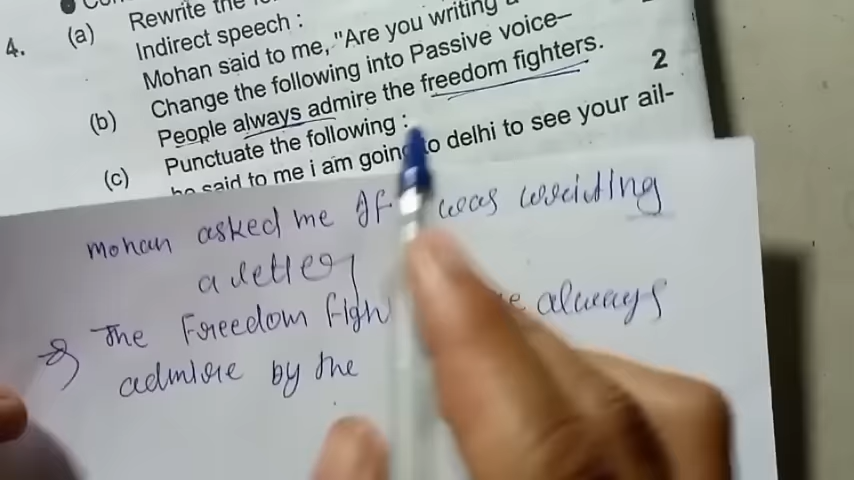 4. (a) Rewrite the
Indirect speech :
Mohan said to me, "Are you writing a
(b) Change the following into Passive voice–
People always admire the freedom fighters.
2
(c) Punctuate the following :
he said to me i am going to delhi to see your ail-
mohan asked me If was writing
a letter
The Freedom Figh always
admire by the